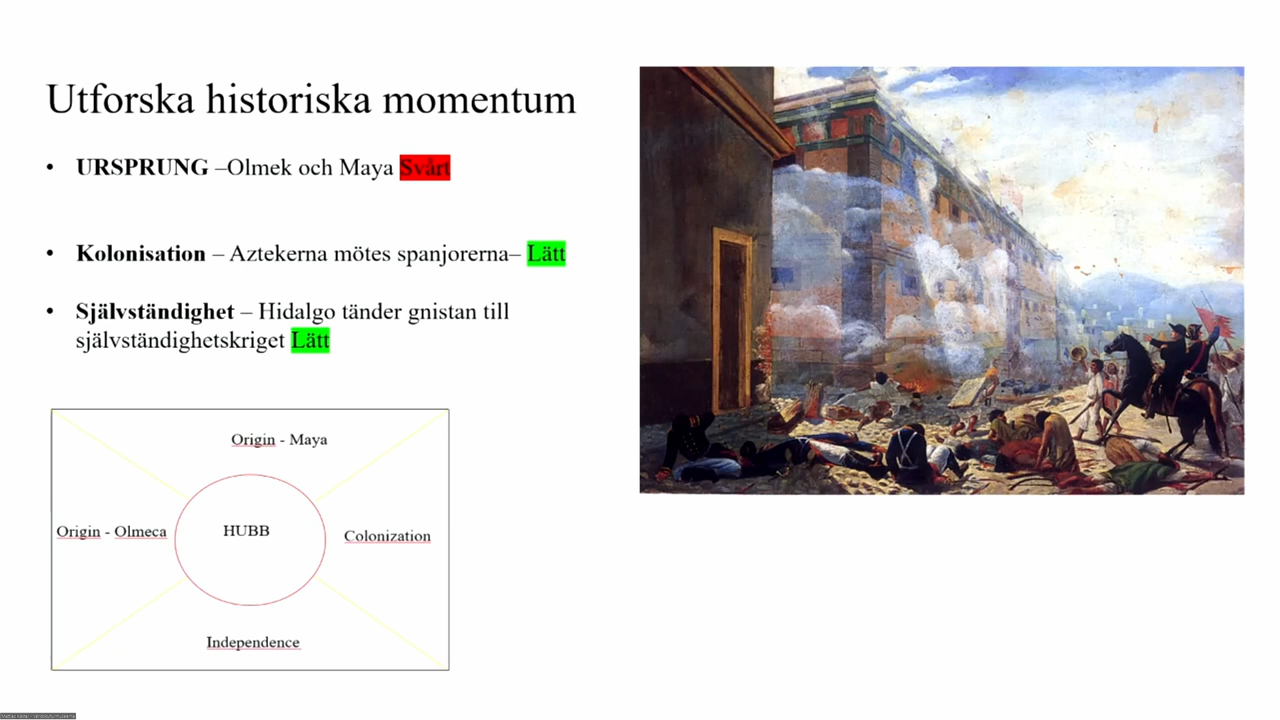 Utforska historiska momentum
• URSPRUNG –Olmek och Maya Svårt
• Kolonisation – Aztekerna mötes spanjorerna– Lätt
• Självständighet – Hidalgo tänder gnistan till
självständighetskriget Lätt
Origin - Maya
Origin - Olmeca
HUBB
Colonization
Independence